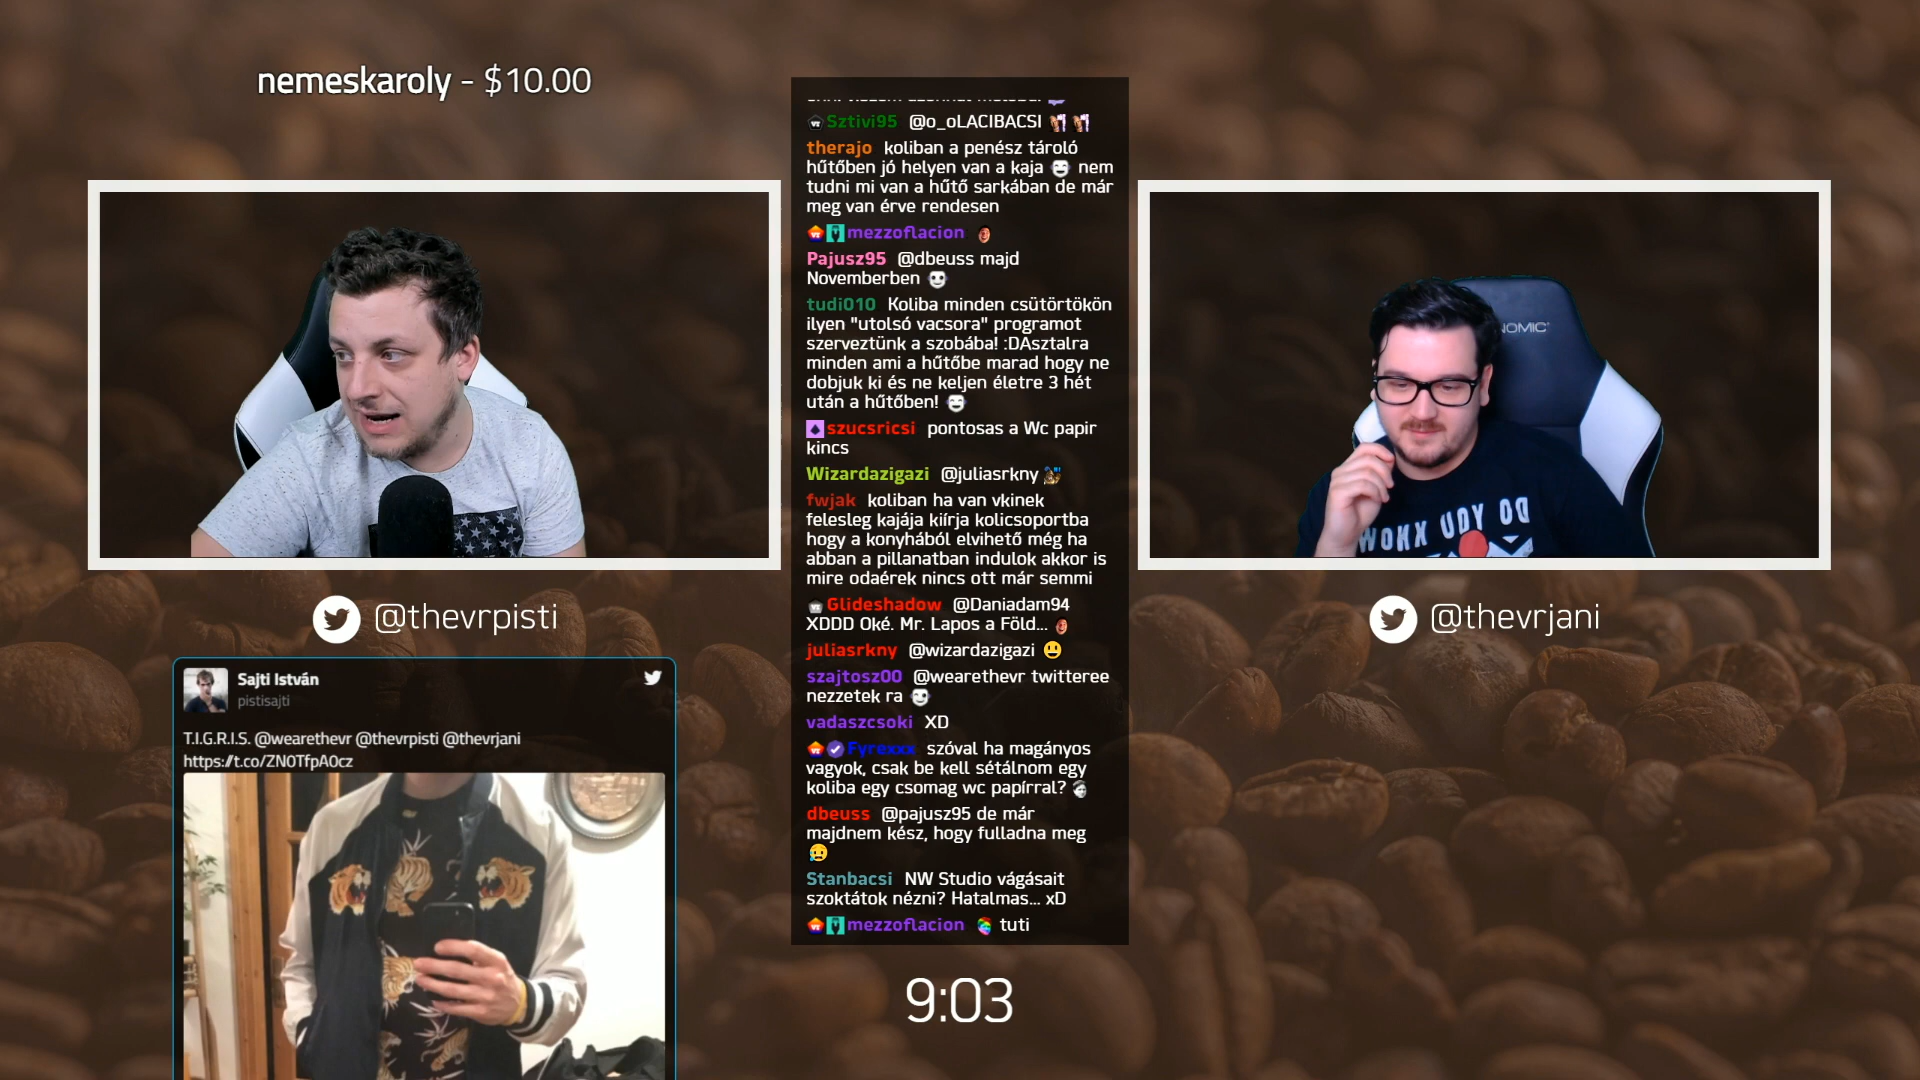 nemeskaroly - $10.00
Sztivi95 @o_oLACIBACSI
therajo koliban a penész tároló
hűtőben jó helyen van a kaja nem
tudni mi van a hűtő sarkában de már
meg van érve rendesen
mezzoflacion
Pajusz95 @dbeuss majd
Novemberben
tudi010 Koliba minden csütörtökön
ilyen "utolsó vacsora" programot
szerveztünk a szobába! :DAsztalra
minden ami a hűtőbe marad hogy ne
dobjuk ki és ne keljen életre 3 hét
után a hűtőben!
szucsricsi pontosas a Wc papir
kincs
Wizardazigazi @juliasrkny
fwjak koliban ha van vkinek
felesleg kajája kiírja kolicsoportba
hogy a konyhából elvihető még ha
abban a pillanatban indulok akkor is
mire odaérek nincs ott már semmi
Glideshadow @Daniadam94
XDDD Oké. Mr. Lapos a Föld...
juliasrkny @wizardazigazi
szajtosz00 @wearethevr twitteree
nezzetek ra
vadaszcsoki XD
Fyrexxx szóval ha magányos
vagyok, csak be kell sétálnom egy
koliba egy csomag wc papírral?
dbeuss @pajusz95 de már
majdnem kész, hogy fulladna meg
Stanbacsi NW Studio vágásait
szoktátok nézni? Hatalmas... xD
mezzoflacion tuti
9:03
@thevrpisti
Sajti István
pistisajti
T.I.G.R.I.S. @wearethevr @thevrpisti @thevrjani
https://t.co/ZN0TfpA0cz
NOMIC
DO YOU KNOW
@thevrjani